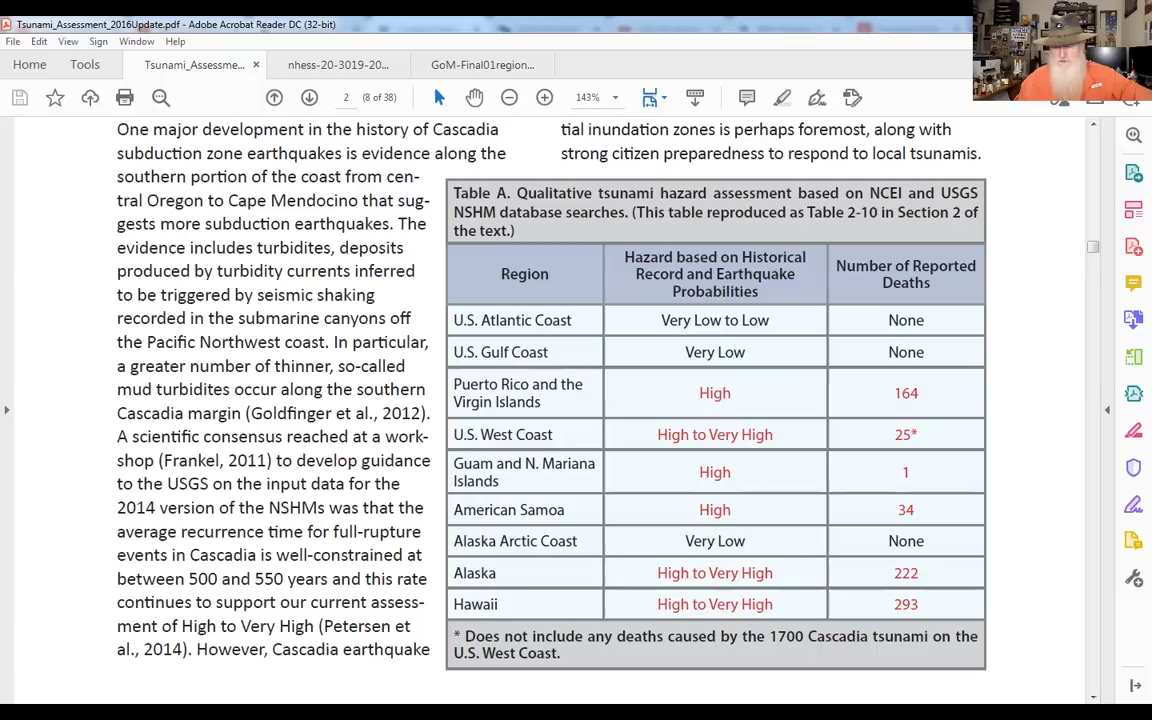 Tsunami_Assessment_2016Update.pdf - Adobe Acrobat Reader DC (32-bit)
File Edit View Sign Window Help
Home Tools Tsunami_Assessme... × nhess-20-3019-20... GoM-Final01region...
2 (8 of 38) 143%
One major development in the history of Cascadia
subduction zone earthquakes is evidence along the
southern portion of the coast from cen-
tral Oregon to Cape Mendocino that sug-
gests more subduction earthquakes. The
evidence includes turbidites, deposits
produced by turbidity currents inferred
to be triggered by seismic shaking
recorded in the submarine canyons off
the Pacific Northwest coast. In particular,
a greater number of thinner, so-called
mud turbidites occur along the southern
Cascadia margin (Goldfinger et al., 2012).
A scientific consensus reached at a work-
shop (Frankel, 2011) to develop guidance
to the USGS on the input data for the
2014 version of the NSHMs was that the
average recurrence time for full-rupture
events in Cascadia is well-constrained at
between 500 and 550 years and this rate
continues to support our current assess-
ment of High to Very High (Petersen et
al., 2014). However, Cascadia earthquake
tial inundation zones is perhaps foremost, along with
strong citizen preparedness to respond to local tsunamis.
Table A. Qualitative tsunami hazard assessment based on NCEI and USGS
NSHM database searches. (This table reproduced as Table 2-10 in Section 2 of
the text.)
Region
Hazard based on Historical
Record and Earthquake
Probabilities
Number of Reported
Deaths
U.S. Atlantic Coast Very Low to Low None
U.S. Gulf Coast Very Low None
Puerto Rico and the
Virgin Islands
High 164
U.S. West Coast High to Very High 25*
Guam and N. Mariana
Islands
High 1
American Samoa High 34
Alaska Arctic Coast Very Low None
Alaska High to Very High 222
Hawaii High to Very High 293
* Does not include any deaths caused by the 1700 Cascadia tsunami on the
U.S. West Coast.